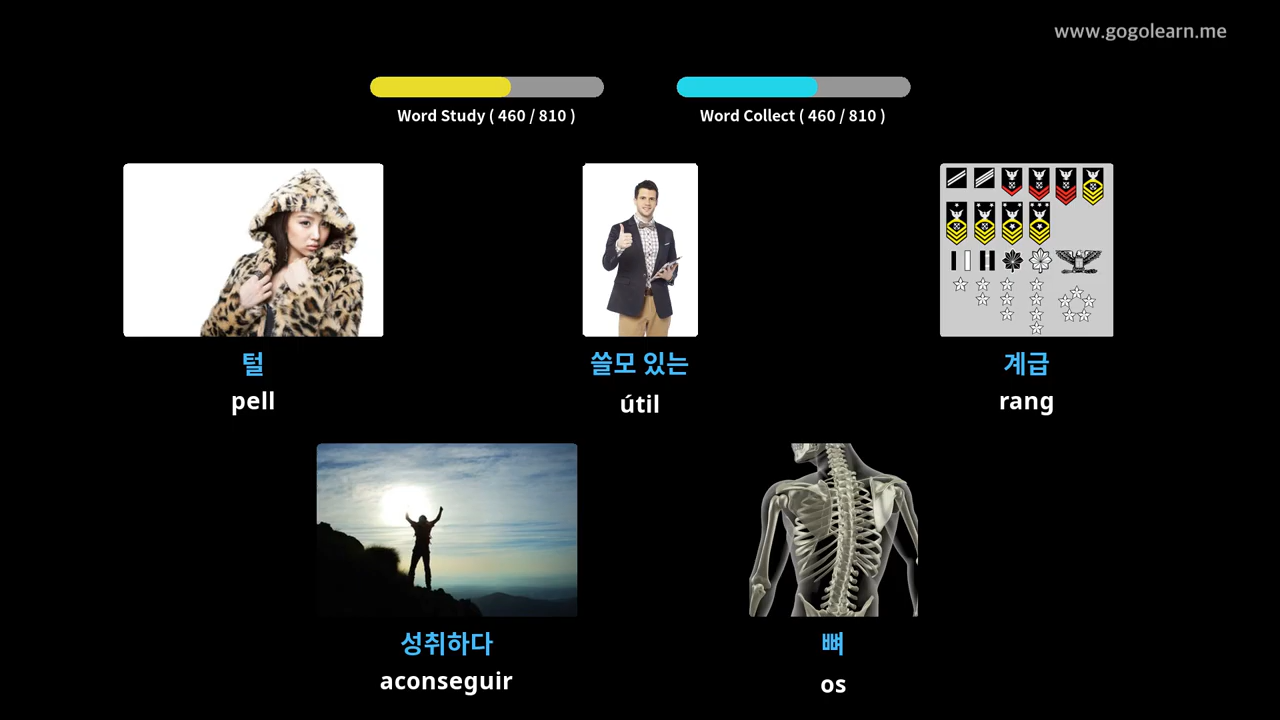 www.gogolearn.me
Word Study ( 460 / 810 )
Word Collect ( 460 / 810 )
털
pell
쓸모 있는
útil
계급
rang
성취하다
aconseguir
뼈
os